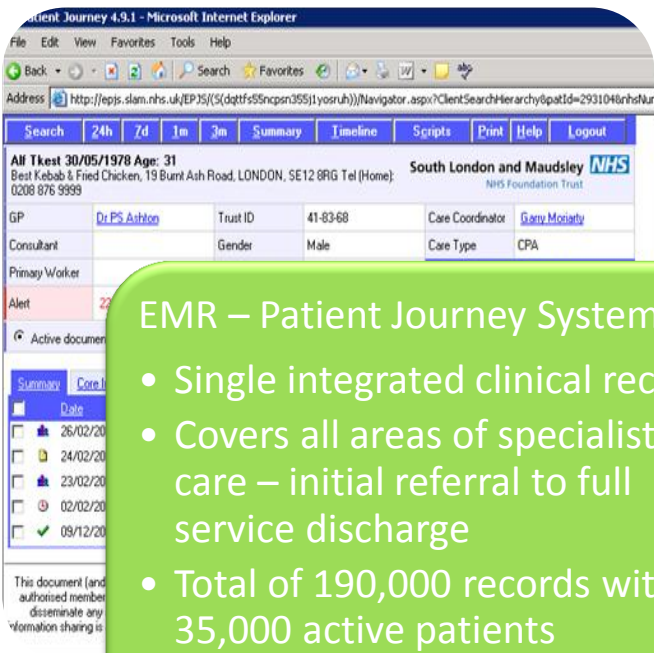 Patient Journey 4.9.1 - Microsoft Internet Explorer
File Edit View Favorites Tools Help
Back Search Favorites
Address http://epjs.slam.nhs.uk/EPJS/(S(dqttfs55ncpsn355j1yosruh))/Navigator.aspx?ClientSearchHierarchy&patId=293104&nhsNur
Search 24h 7d 1m 3m Summary Timeline Scripts Print Help Logout
Alf Tkest 30/05/1978 Age: 31
Best Kebab & Fried Chicken, 19 Burnt Ash Road, LONDON, SE12 8RG Tel (Home):
0208 876 9999
South London and Maudsley NHS
NHS Foundation Trust
GP Dr PS Ashton Trust ID 41-83-68 Care Coordinator Garry Moriarty
Consultant Gender Male Care Type CPA
Primary Worker
Alert 22
Active documen
Summary Core I
Date
26/02/20
24/02/20
23/02/20
02/02/20
09/12/20
This document (and
authorised member
disseminate any
information sharing is
EMR – Patient Journey System
• Single integrated clinical rec
• Covers all areas of specialist
care – initial referral to full
service discharge
• Total of 190,000 records wit
35,000 active patients